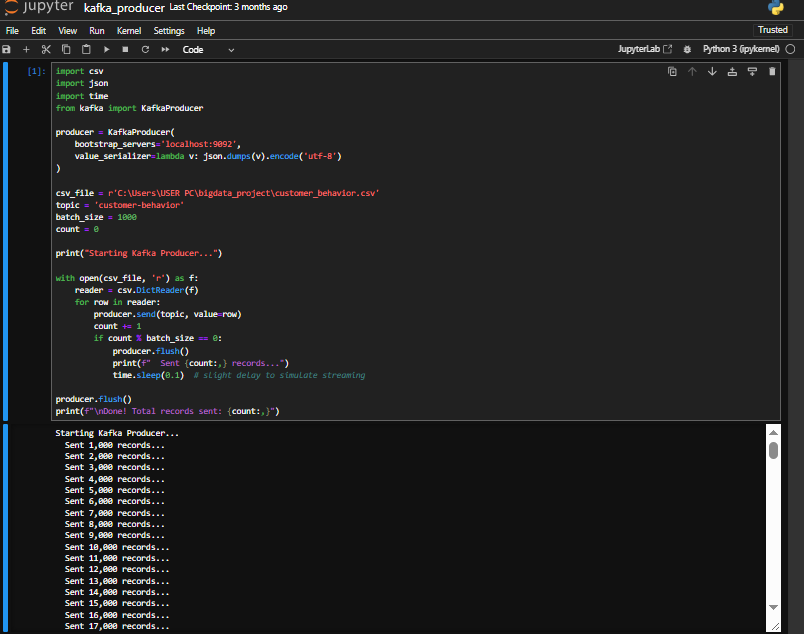 jupyter kafka_producer Last Checkpoint: 3 months ago
File Edit View Run Kernel Settings Help Trusted
Code JupyterLab Python 3 (ipykernel)
[1]: import csv
import json
import time
from kafka import KafkaProducer
producer = KafkaProducer(
    bootstrap_servers='localhost:9092',
    value_serializer=lambda v: json.dumps(v).encode('utf-8')
)
csv_file = r'C:\Users\USER PC\bigdata_project\customer_behavior.csv'
topic = 'customer-behavior'
batch_size = 1000
count = 0
print("Starting Kafka Producer...")
with open(csv_file, 'r') as f:
    reader = csv.DictReader(f)
    for row in reader:
        producer.send(topic, value=row)
        count += 1
        if count % batch_size == 0:
            producer.flush()
            print(f"  Sent {count:,} records...")
            time.sleep(0.1)  # slight delay to simulate streaming
producer.flush()
print(f"\nDone! Total records sent: {count:,}")
Starting Kafka Producer...
  Sent 1,000 records...
  Sent 2,000 records...
  Sent 3,000 records...
  Sent 4,000 records...
  Sent 5,000 records...
  Sent 6,000 records...
  Sent 7,000 records...
  Sent 8,000 records...
  Sent 9,000 records...
  Sent 10,000 records...
  Sent 11,000 records...
  Sent 12,000 records...
  Sent 13,000 records...
  Sent 14,000 records...
  Sent 15,000 records...
  Sent 16,000 records...
  Sent 17,000 records...